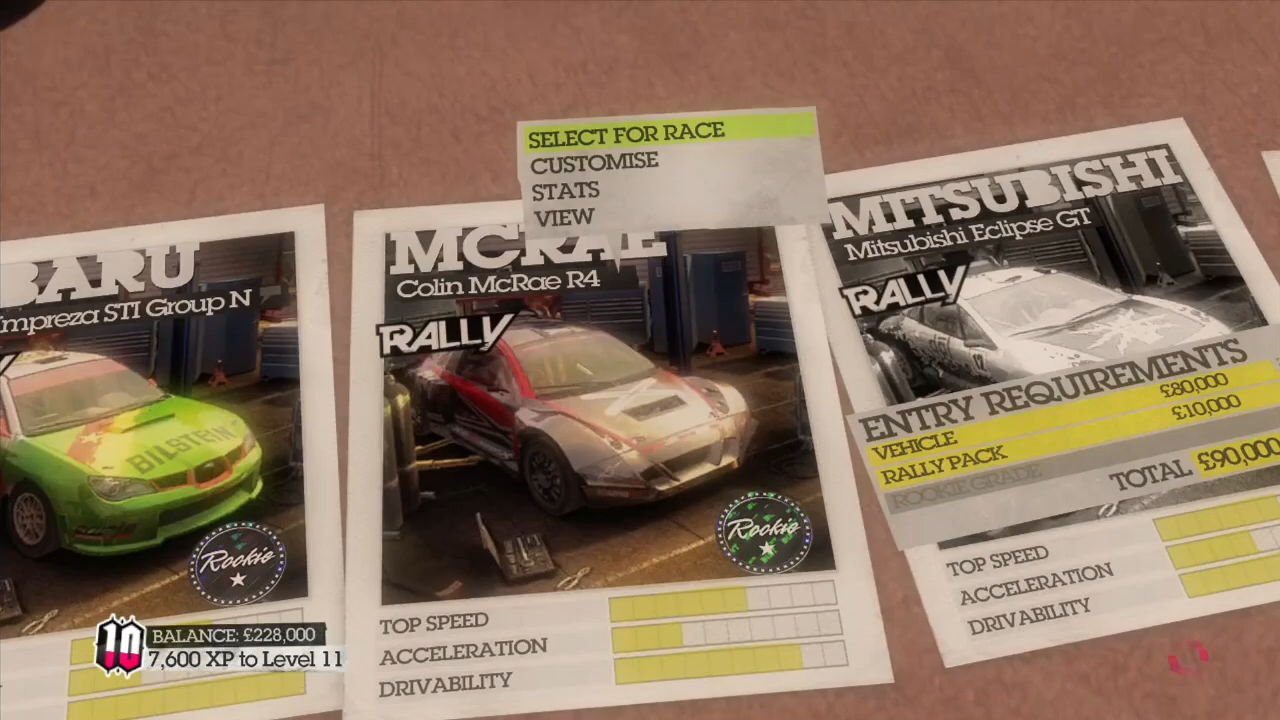 SELECT FOR RACE
CUSTOMISE
STATS
VIEW
BARU
Impreza STI Group N
BILSTEIN
Rookie
MCRAE
Colin McRae R4
RALLY
Rookie
TOP SPEED
ACCELERATION
DRIVABILITY
MITSUBISHI
Mitsubishi Eclipse GT
RALLY
ENTRY REQUIREMENTS
VEHICLE £80,000
RALLY PACK £10,000
ROOKIE GRADE
TOTAL £90,000
TOP SPEED
ACCELERATION
DRIVABILITY
10
BALANCE: £228,000
7,600 XP to Level 11